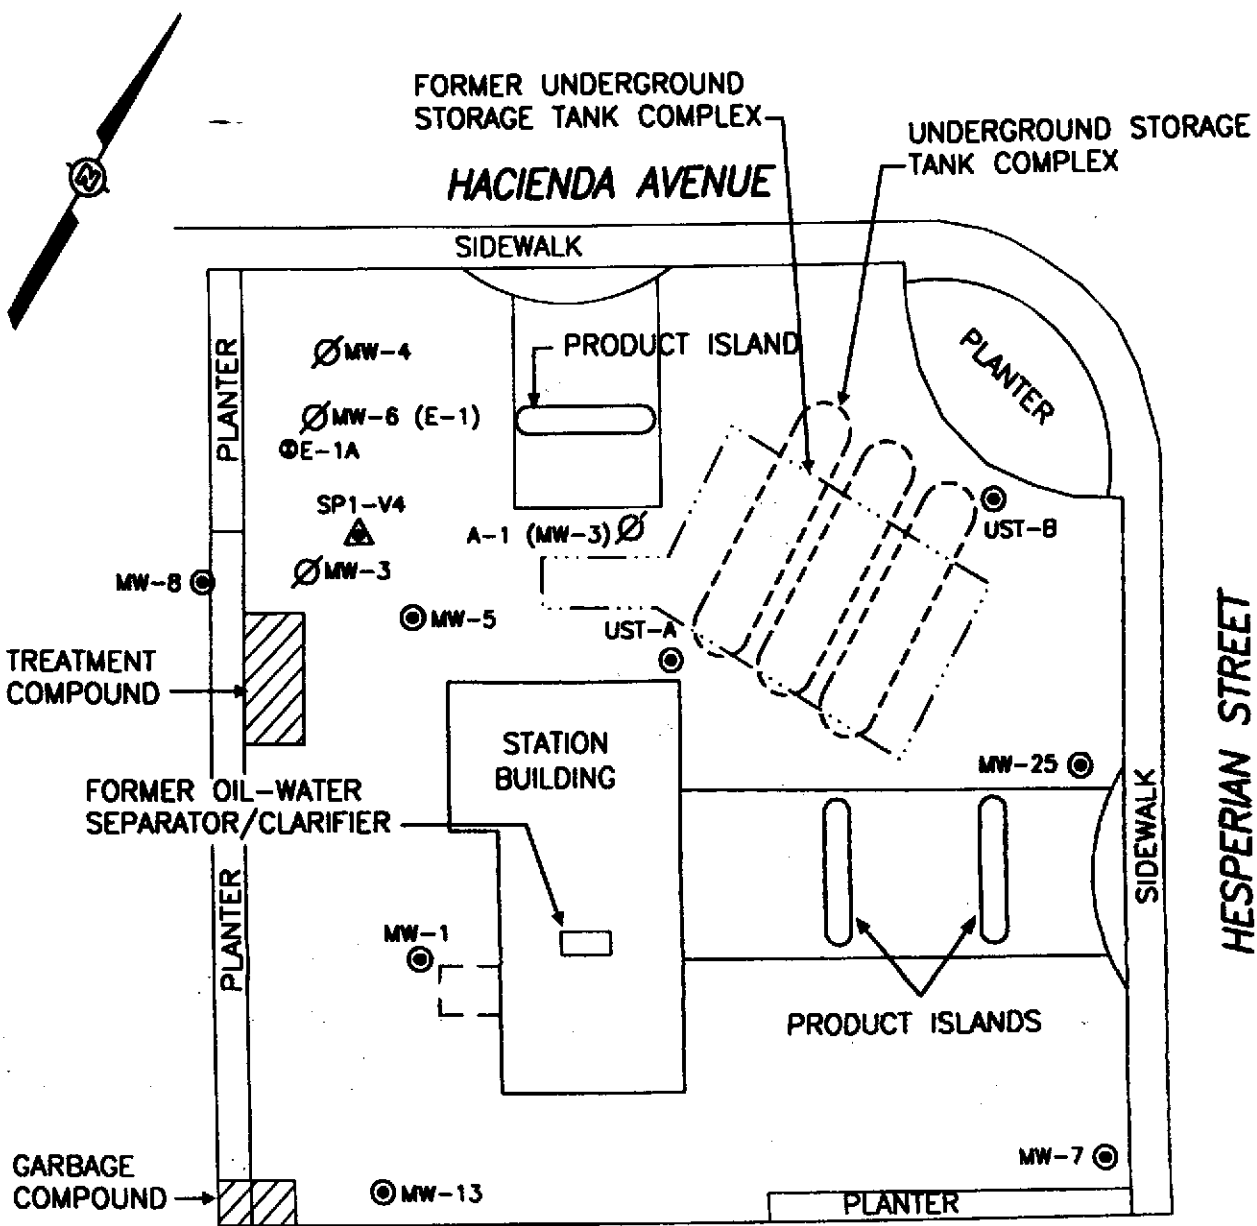 FORMER UNDERGROUND
STORAGE TANK COMPLEX
UNDERGROUND STORAGE
TANK COMPLEX
HACIENDA AVENUE
SIDEWALK
PLANTER
MW-4
PRODUCT ISLAND
PLANTER
MW-6 (E-1)
E-1A
SP1-V4
A-1 (MW-3)
UST-B
MW-8
MW-3
MW-5
UST-A
TREATMENT
COMPOUND
STATION
BUILDING
MW-25
HESPERIAN STREET
SIDEWALK
FORMER OIL-WATER
SEPARATOR/CLARIFIER
PLANTER
MW-1
PRODUCT ISLANDS
GARBAGE
COMPOUND
MW-13
MW-7
PLANTER